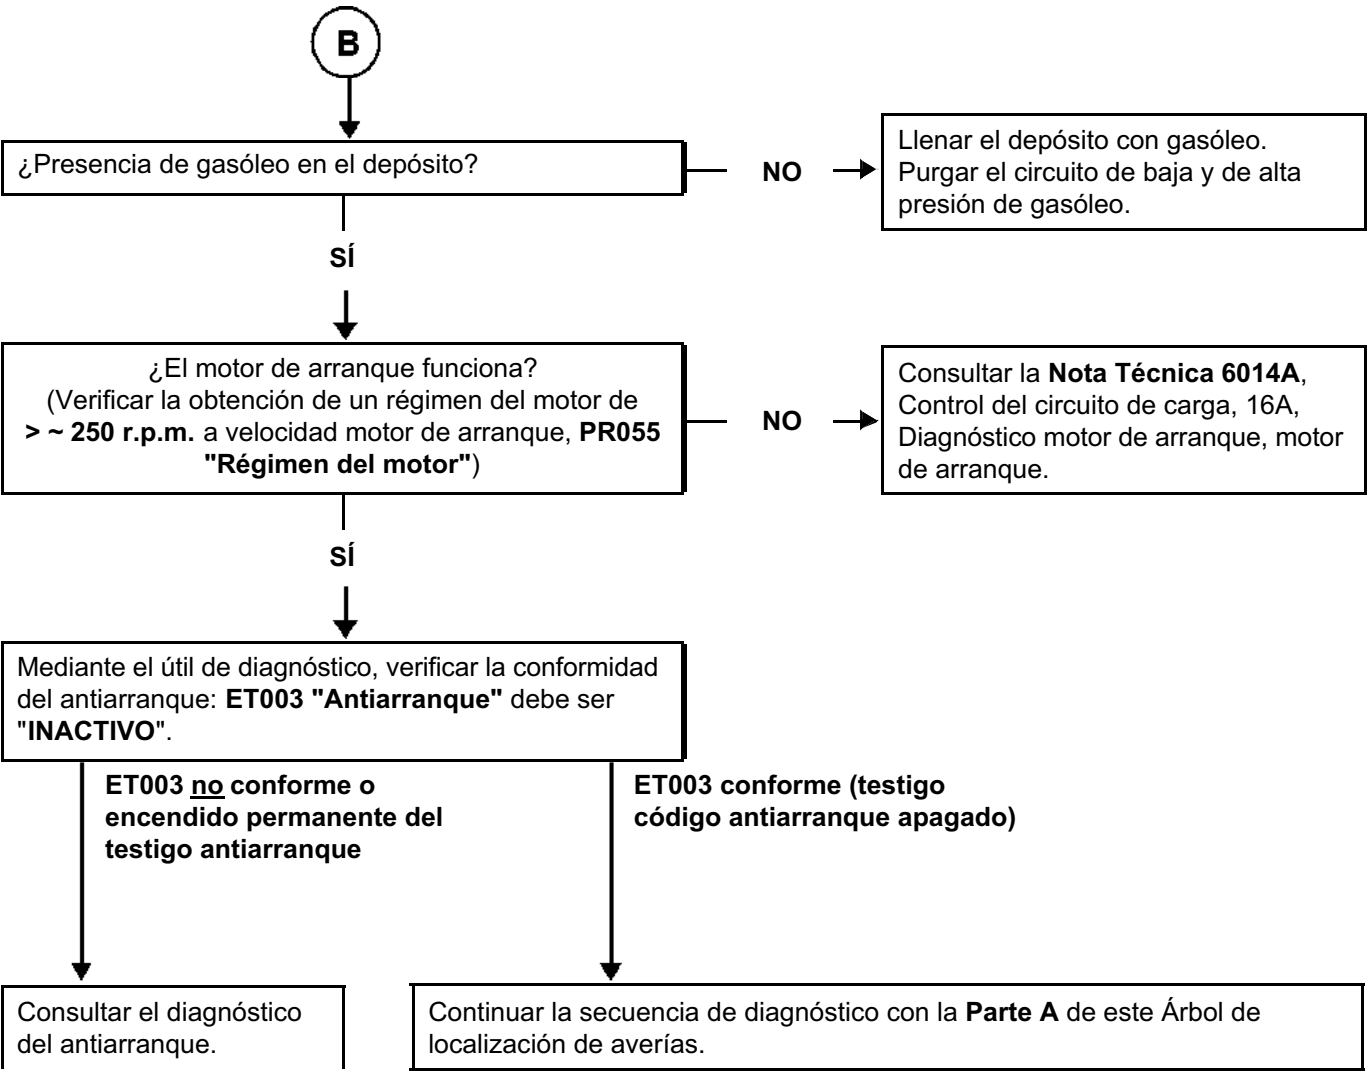 B
¿Presencia de gasóleo en el depósito?
NO
Llenar el depósito con gasóleo.
Purgar el circuito de baja y de alta
presión de gasóleo.
SÍ
¿El motor de arranque funciona?
(Verificar la obtención de un régimen del motor de
> ~ 250 r.p.m. a velocidad motor de arranque, PR055
"Régimen del motor")
NO
Consultar la Nota Técnica 6014A,
Control del circuito de carga, 16A,
Diagnóstico motor de arranque, motor
de arranque.
SÍ
Mediante el útil de diagnóstico, verificar la conformidad
del antiarranque: ET003 "Antiarranque" debe ser
"INACTIVO".
ET003 no conforme o
encendido permanente del
testigo antiarranque
ET003 conforme (testigo
código antiarranque apagado)
Consultar el diagnóstico
del antiarranque.
Continuar la secuencia de diagnóstico con la Parte A de este Árbol de
localización de averías.